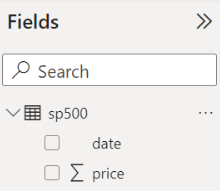 Fields
Search
sp500
date
∑ price